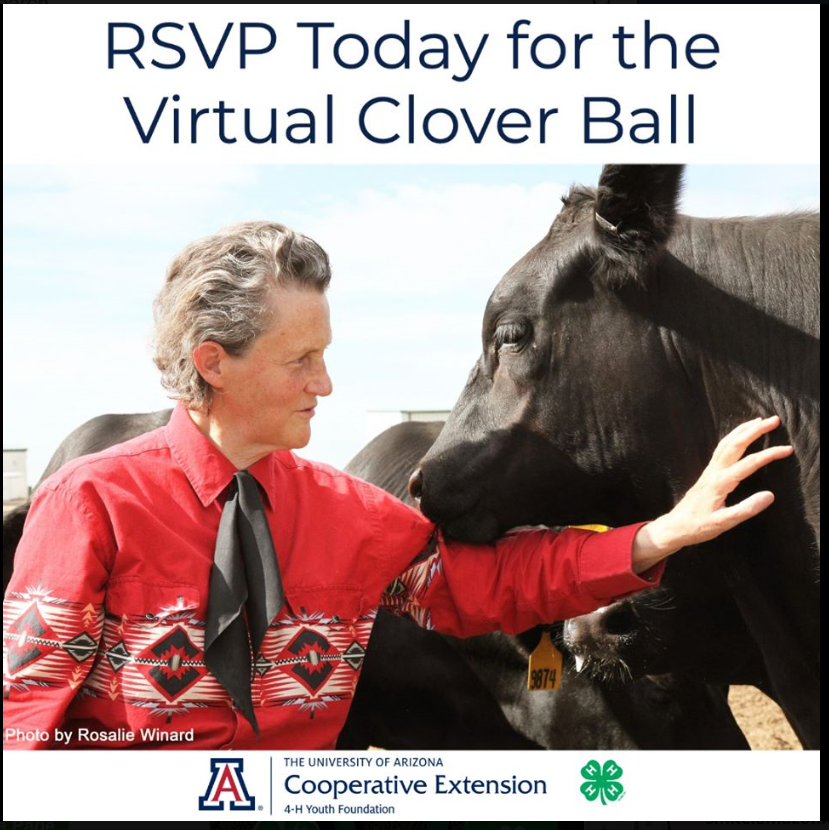 RSVP Today for the
Virtual Clover Ball
3974
Photo by Rosalie Winard
A
THE UNIVERSITY OF ARIZONA
Cooperative Extension
4-H Youth Foundation
H H
H H